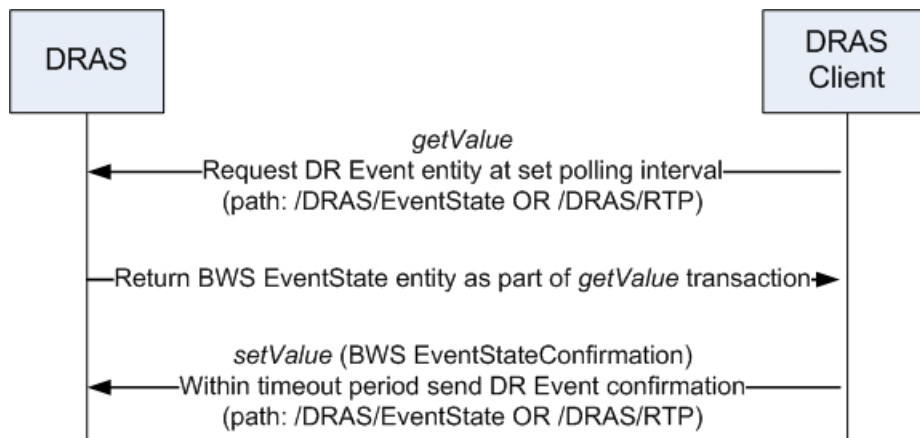 DRAS
DRAS
Client
getValue
Request DR Event entity at set polling interval
(path: /DRAS/EventState OR /DRAS/RTP)
Return BWS EventState entity as part of getValue transaction
setValue (BWS EventStateConfirmation)
Within timeout period send DR Event confirmation
(path: /DRAS/EventState OR /DRAS/RTP)